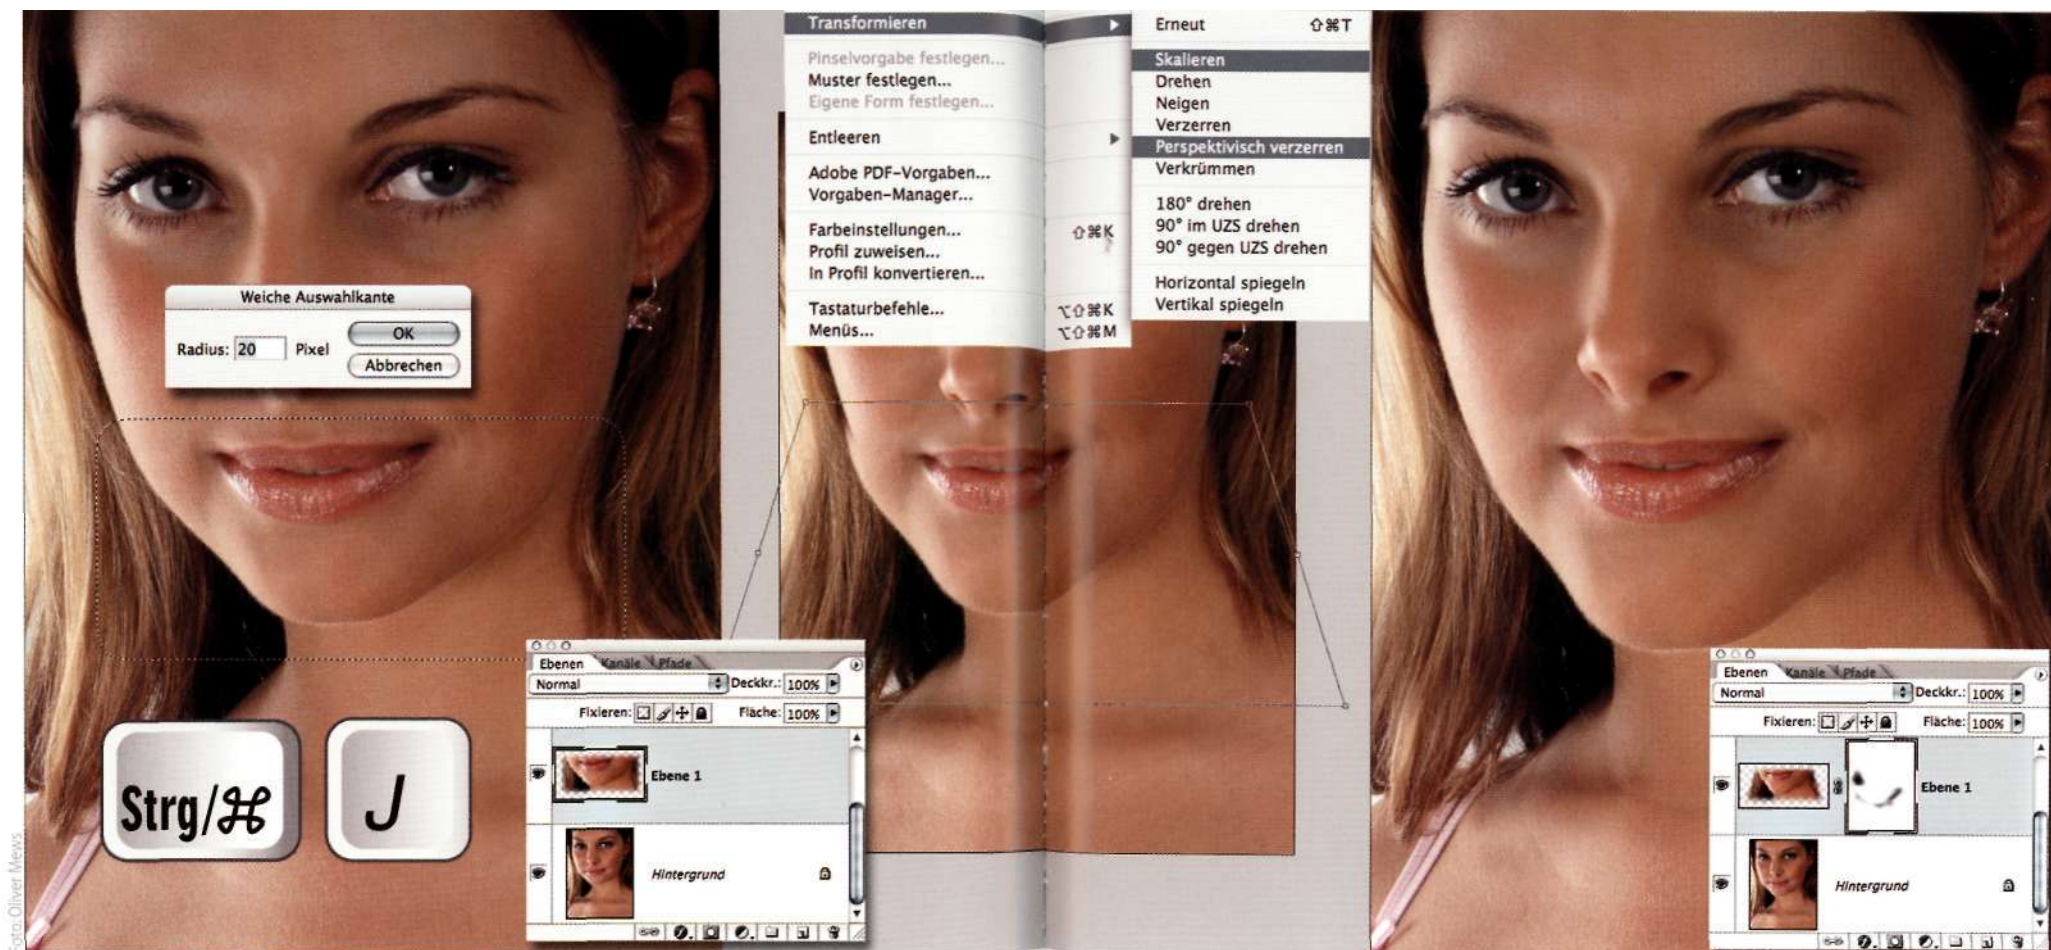 Weiche Auswahlkante
Radius: 20 Pixel
OK
Abbrechen
Strg/⌘
J
Foto: Oliver Mews
Transformieren
Pinselvorgabe festlegen...
Muster festlegen...
Eigene Form festlegen...
Entleeren
Adobe PDF-Vorgaben...
Vorgaben-Manager...
Farbeinstellungen... ⇧⌘K
Profil zuweisen...
In Profil konvertieren...
Tastaturbefehle... ⌥⇧⌘K
Menüs... ⌥⇧⌘M
Erneut ⇧⌘T
Skalieren
Drehen
Neigen
Verzerren
Perspektivisch verzerren
Verkrümmen
180° drehen
90° im UZS drehen
90° gegen UZS drehen
Horizontal spiegeln
Vertikal spiegeln
Ebenen Kanäle Pfade
Normal Deckkr.: 100%
Fixieren: Fläche: 100%
Ebene 1
Hintergrund
Ebenen Kanäle Pfade
Normal Deckkr.: 100%
Fixieren: Fläche: 100%
Ebene 1
Hintergrund